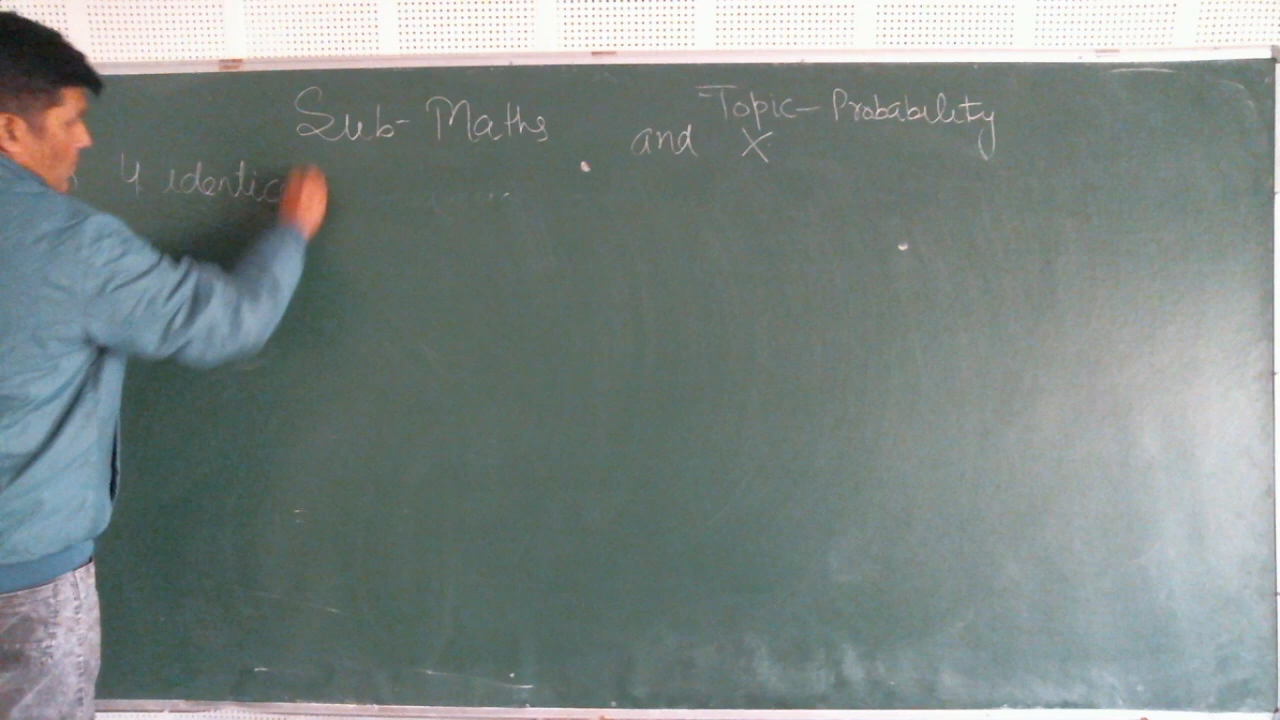 Sub- Maths
Topic- Probability
and X
4 identic